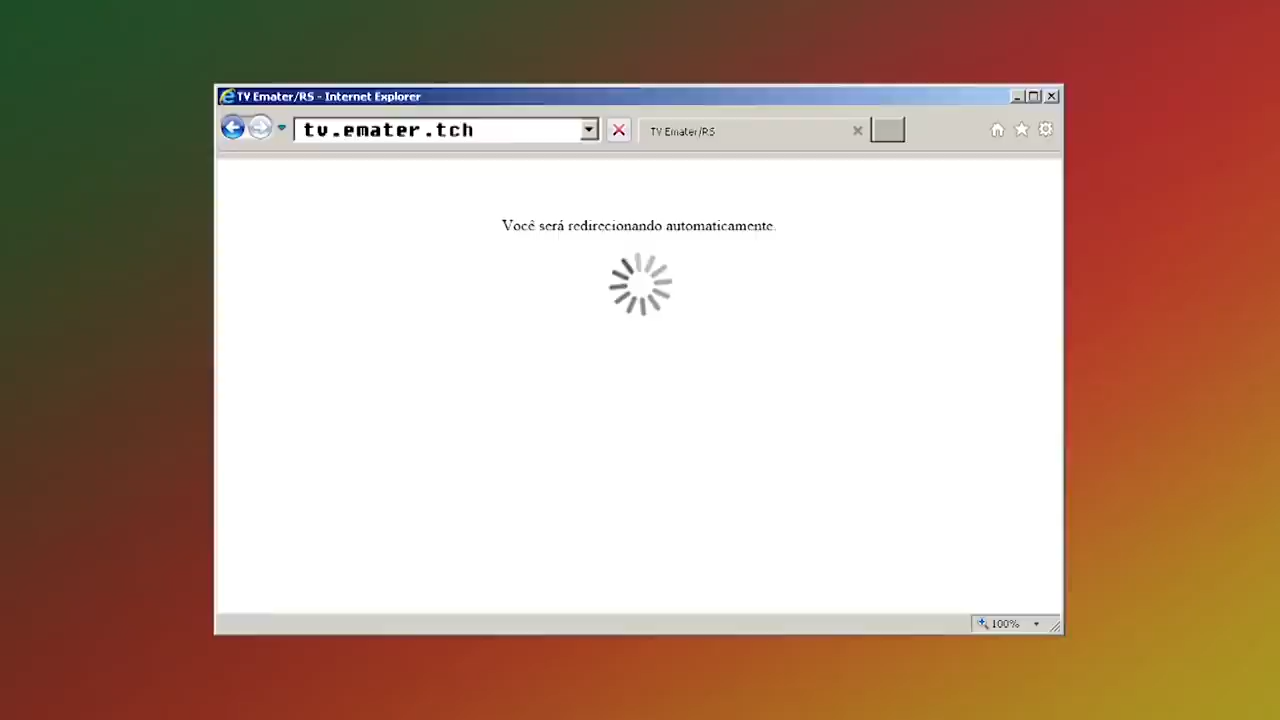 TV Emater/RS - Internet Explorer
tv.emater.tch
TV Emater/RS
Você será redirecionando automaticamente.
100%